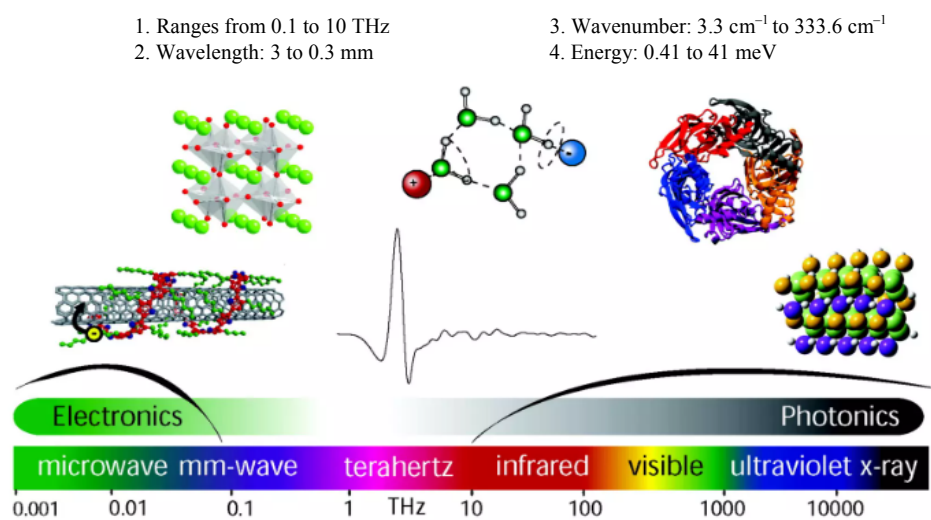 1. Ranges from 0.1 to 10 THz
2. Wavelength: 3 to 0.3 mm
3. Wavenumber: 3.3 cm⁻¹ to 333.6 cm⁻¹
4. Energy: 0.41 to 41 meV
+
-
-
Electronics
Photonics
microwave mm-wave terahertz infrared visible ultraviolet x-ray
0.001 0.01 0.1 1 THz 10 100 1000 10000